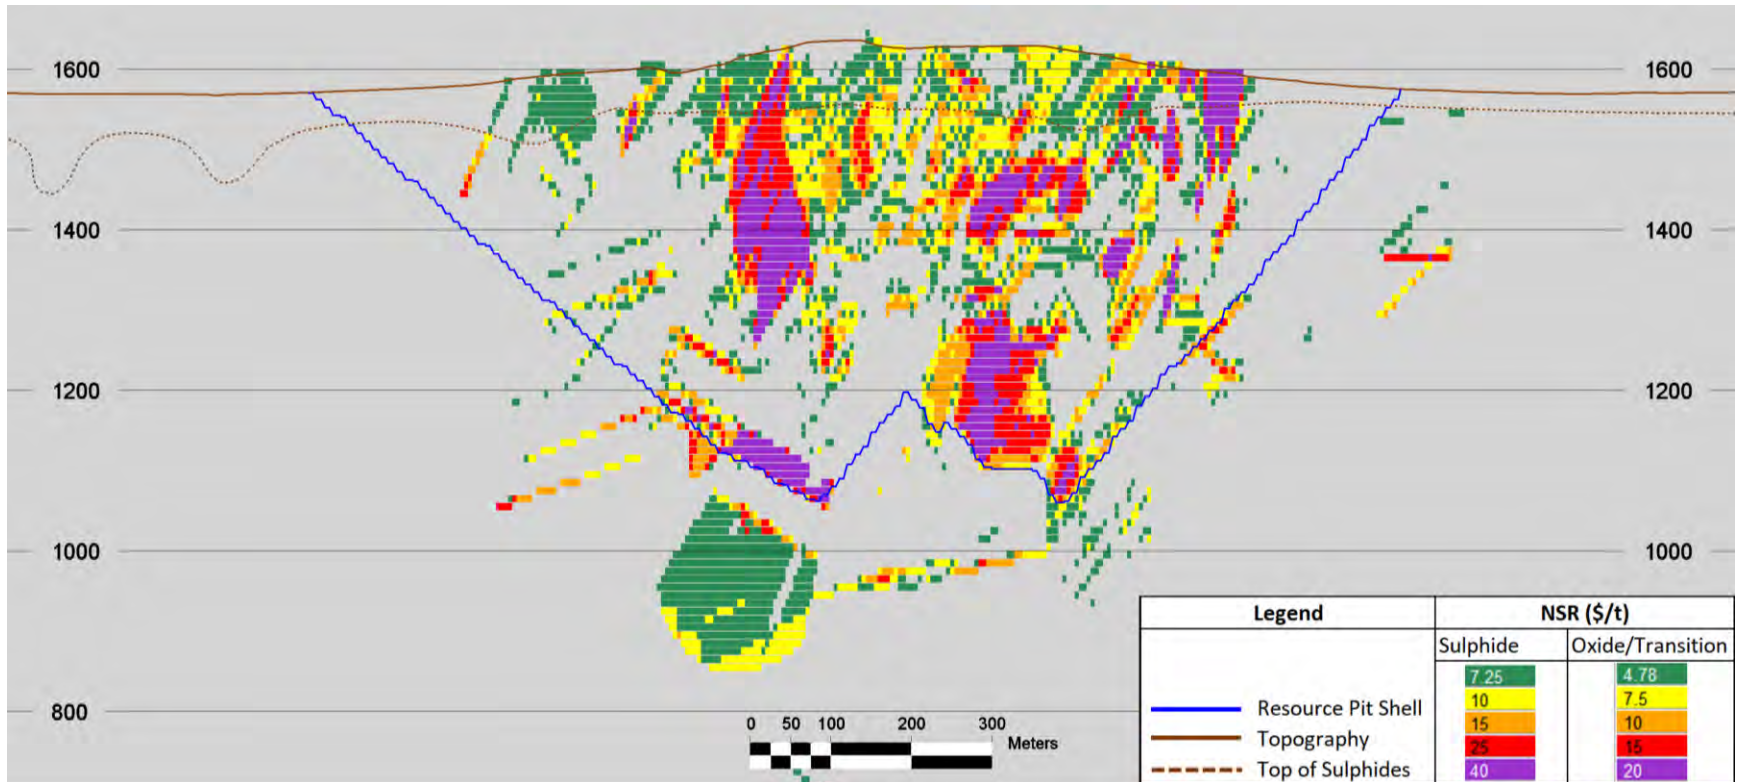 1600 1600
1400 1400
1200 1200
1000 1000
800
0 50 100 200 300
Meters
Legend NSR ($/t)
Sulphide Oxide/Transition
7.25 4.78
10 7.5
Resource Pit Shell
15 10
Topography
25 15
Top of Sulphides
40 20